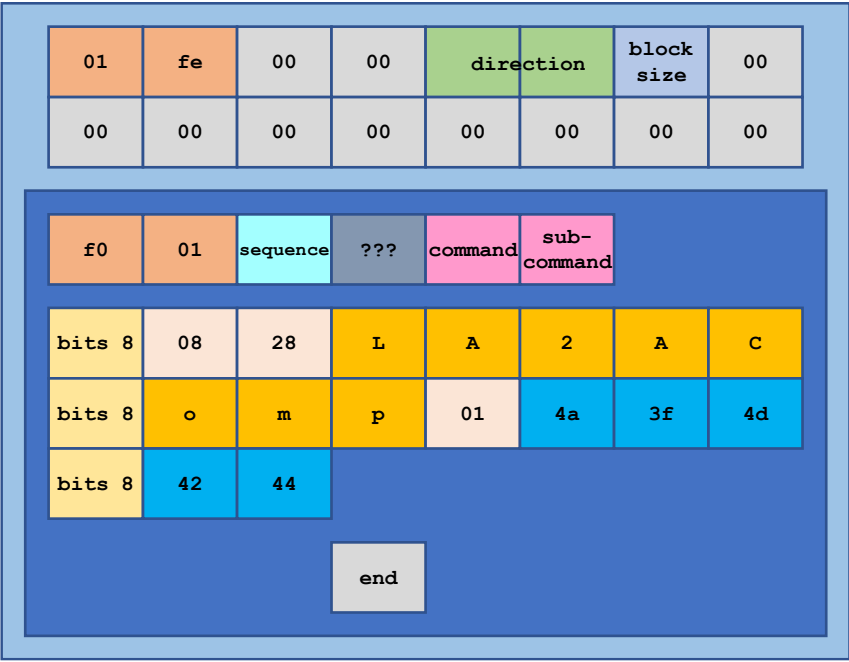 01 fe 00 00 direction block size 00
00 00 00 00 00 00 00 00
f0 01 sequence ??? command sub-command
bits 8 08 28 L A 2 A C
bits 8 o m p 01 4a 3f 4d
bits 8 42 44
end